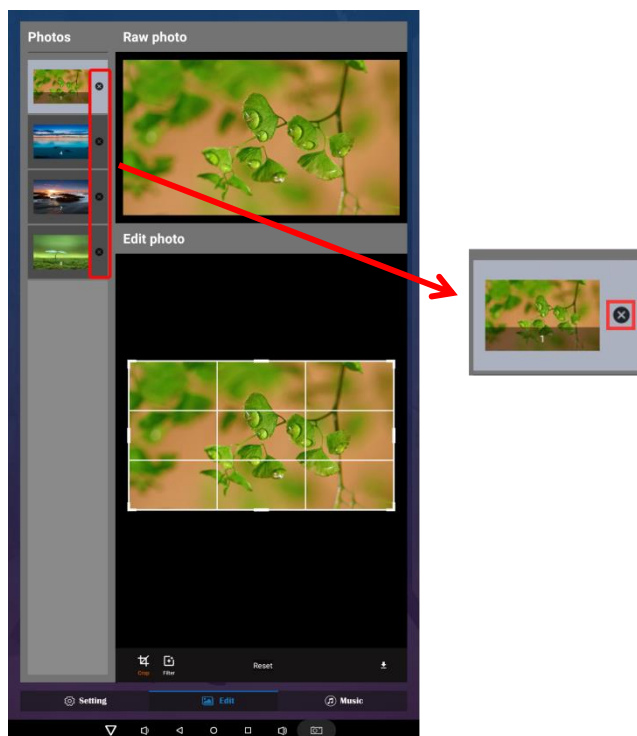 Photos
Raw photo
Edit photo
1
Crop
Filter
Reset
Setting
Edit
Music